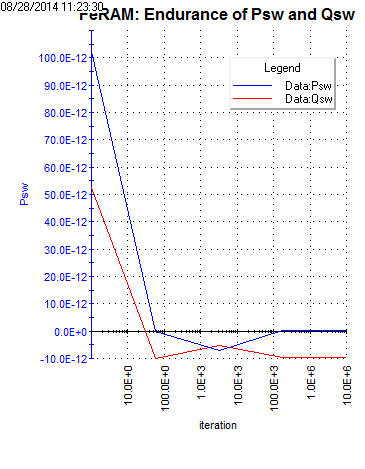 08/28/2014 11:23:30
FeRAM: Endurance of Psw and Qsw
Legend
Data:Psw
Data:Qsw
100.0E-12
90.0E-12
80.0E-12
70.0E-12
60.0E-12
50.0E-12
40.0E-12
30.0E-12
20.0E-12
10.0E-12
0.0E+0
-10.0E-12
Psw
10.0E+0
100.0E+0
1.0E+3
10.0E+3
100.0E+3
1.0E+6
10.0E+6
iteration